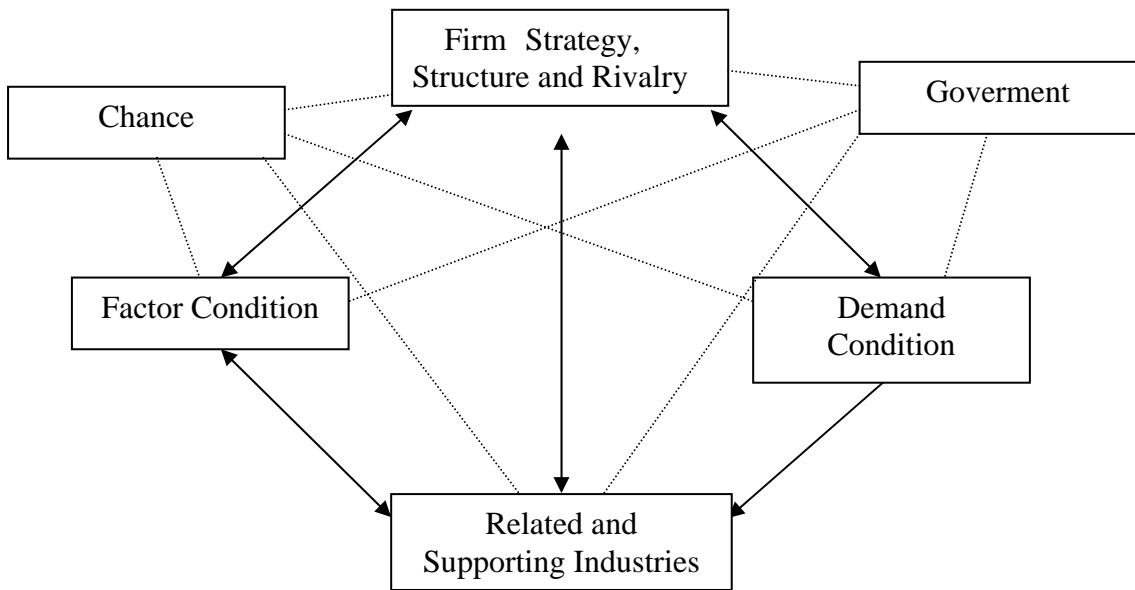 Firm Strategy,
Structure and Rivalry
Chance
Goverment
Factor Condition
Demand
Condition
Related and
Supporting Industries